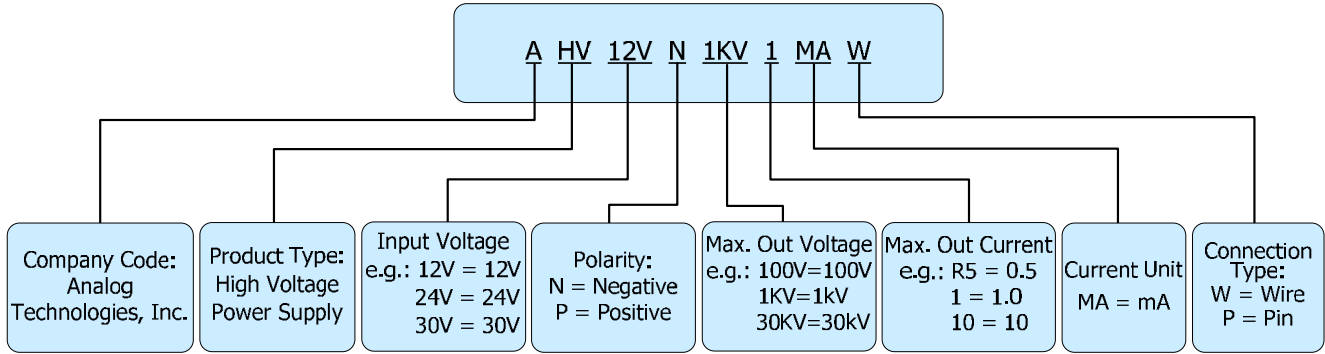 A HV 12V N 1KV 1 MA W
Company Code:
Analog
Technologies, Inc.
Product Type:
High Voltage
Power Supply
Input Voltage
e.g.: 12V = 12V
24V = 24V
30V = 30V
Polarity:
N = Negative
P = Positive
Max. Out Voltage
e.g.: 100V=100V
1KV=1kV
30KV=30kV
Max. Out Current
e.g.: R5 = 0.5
1 = 1.0
10 = 10
Current Unit
MA = mA
Connection
Type:
W = Wire
P = Pin